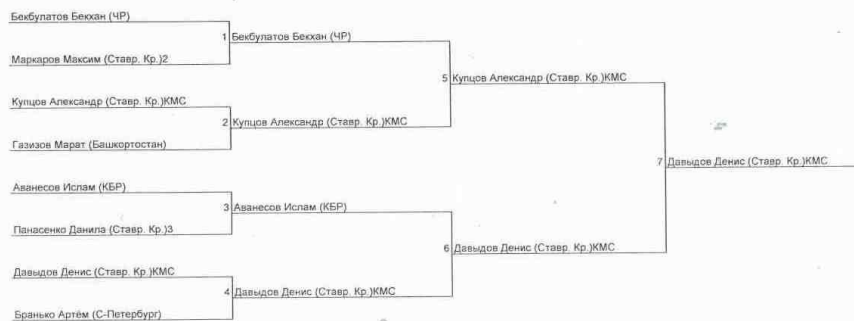 Бекбулатов Бекхан (ЧР)
1 Бекбулатов Бекхан (ЧР)
Маркаров Максим (Ставр. Кр.)2
5 Купцов Александр (Ставр. Кр.)КМС
Купцов Александр (Ставр. Кр.)КМС
2 Купцов Александр (Ставр. Кр.)КМС
Газизов Марат (Башкортостан)
7 Давыдов Денис (Ставр. Кр.)КМС
Аванесов Ислам (КБР)
3 Аванесов Ислам (КБР)
Панасенко Данила (Ставр. Кр.)3
6 Давыдов Денис (Ставр. Кр.)КМС
Давыдов Денис (Ставр. Кр.)КМС
4 Давыдов Денис (Ставр. Кр.)КМС
Бранько Артём (С-Петербург)